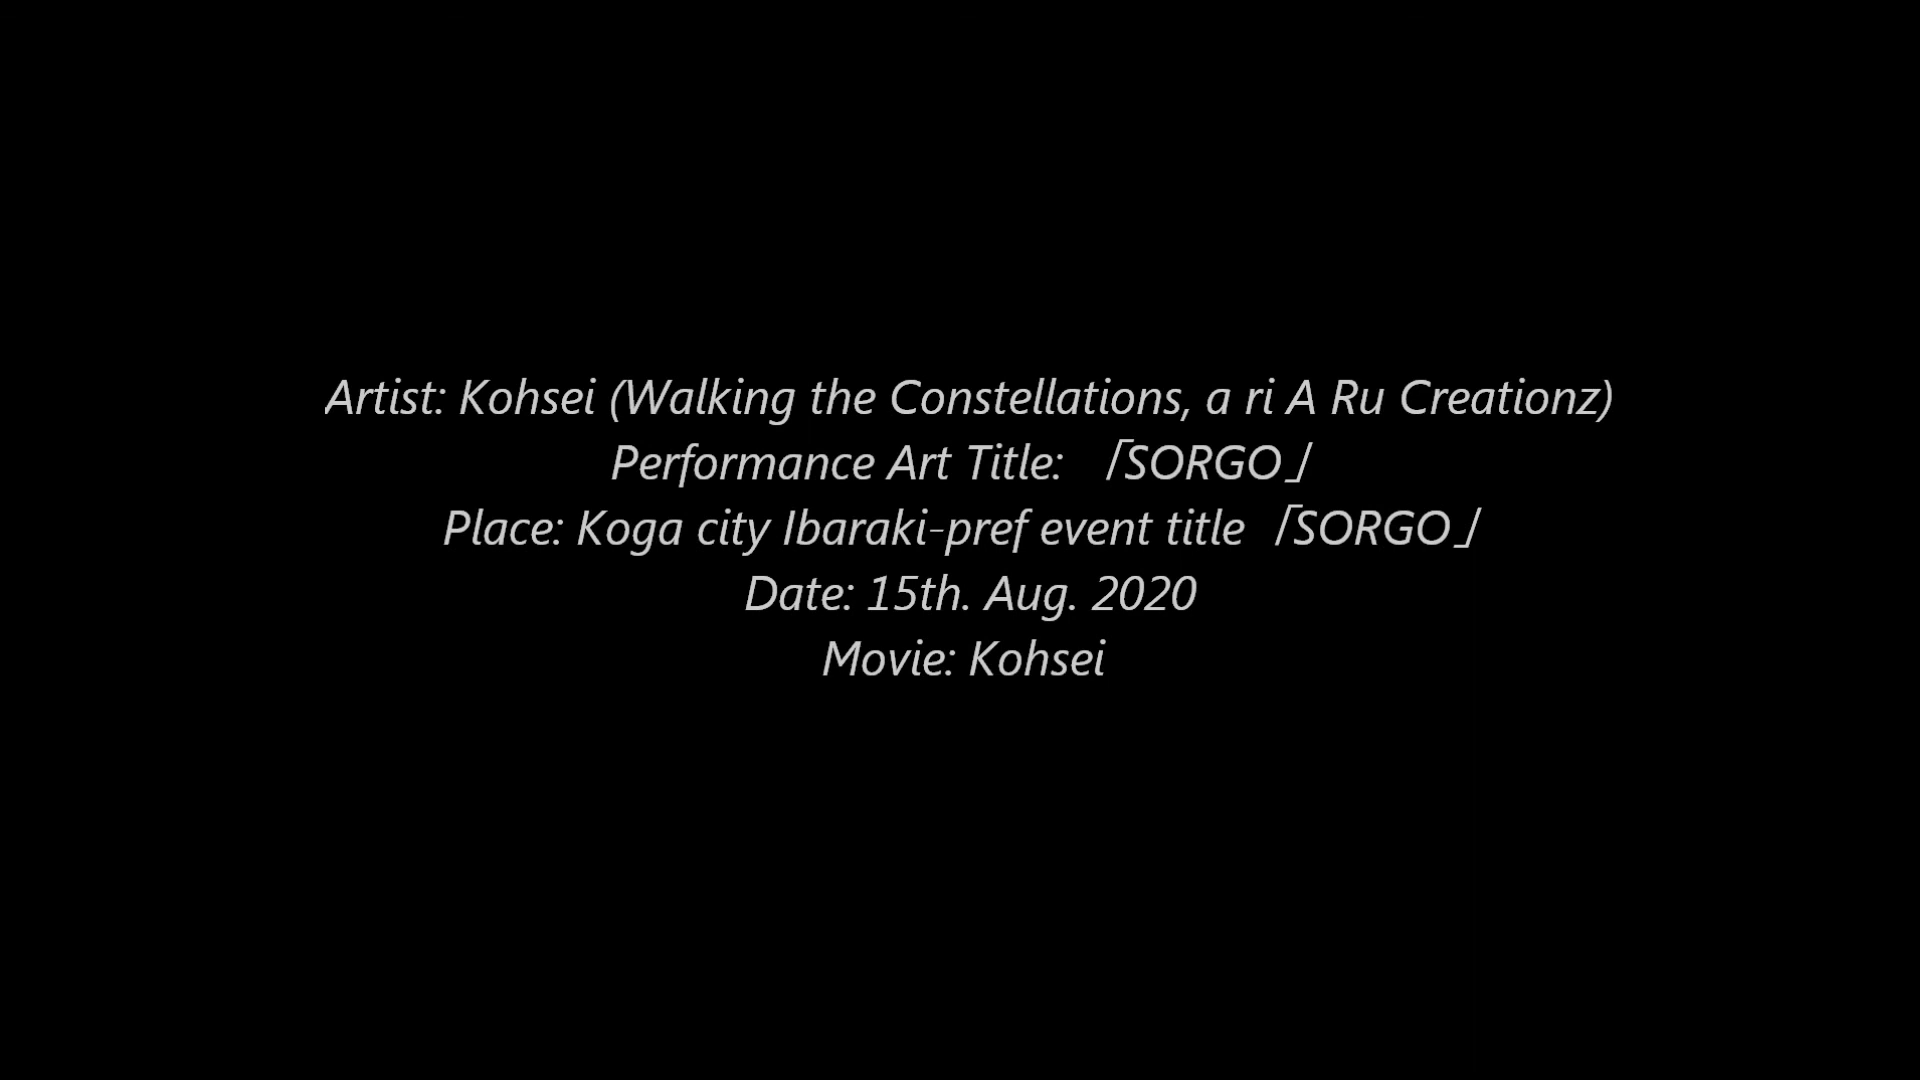 Artist: Kohsei (Walking the Constellations, a ri A Ru Creationz)
Performance Art Title: 「SORGO」
Place: Koga city Ibaraki-pref event title 「SORGO」
Date: 15th. Aug. 2020
Movie: Kohsei